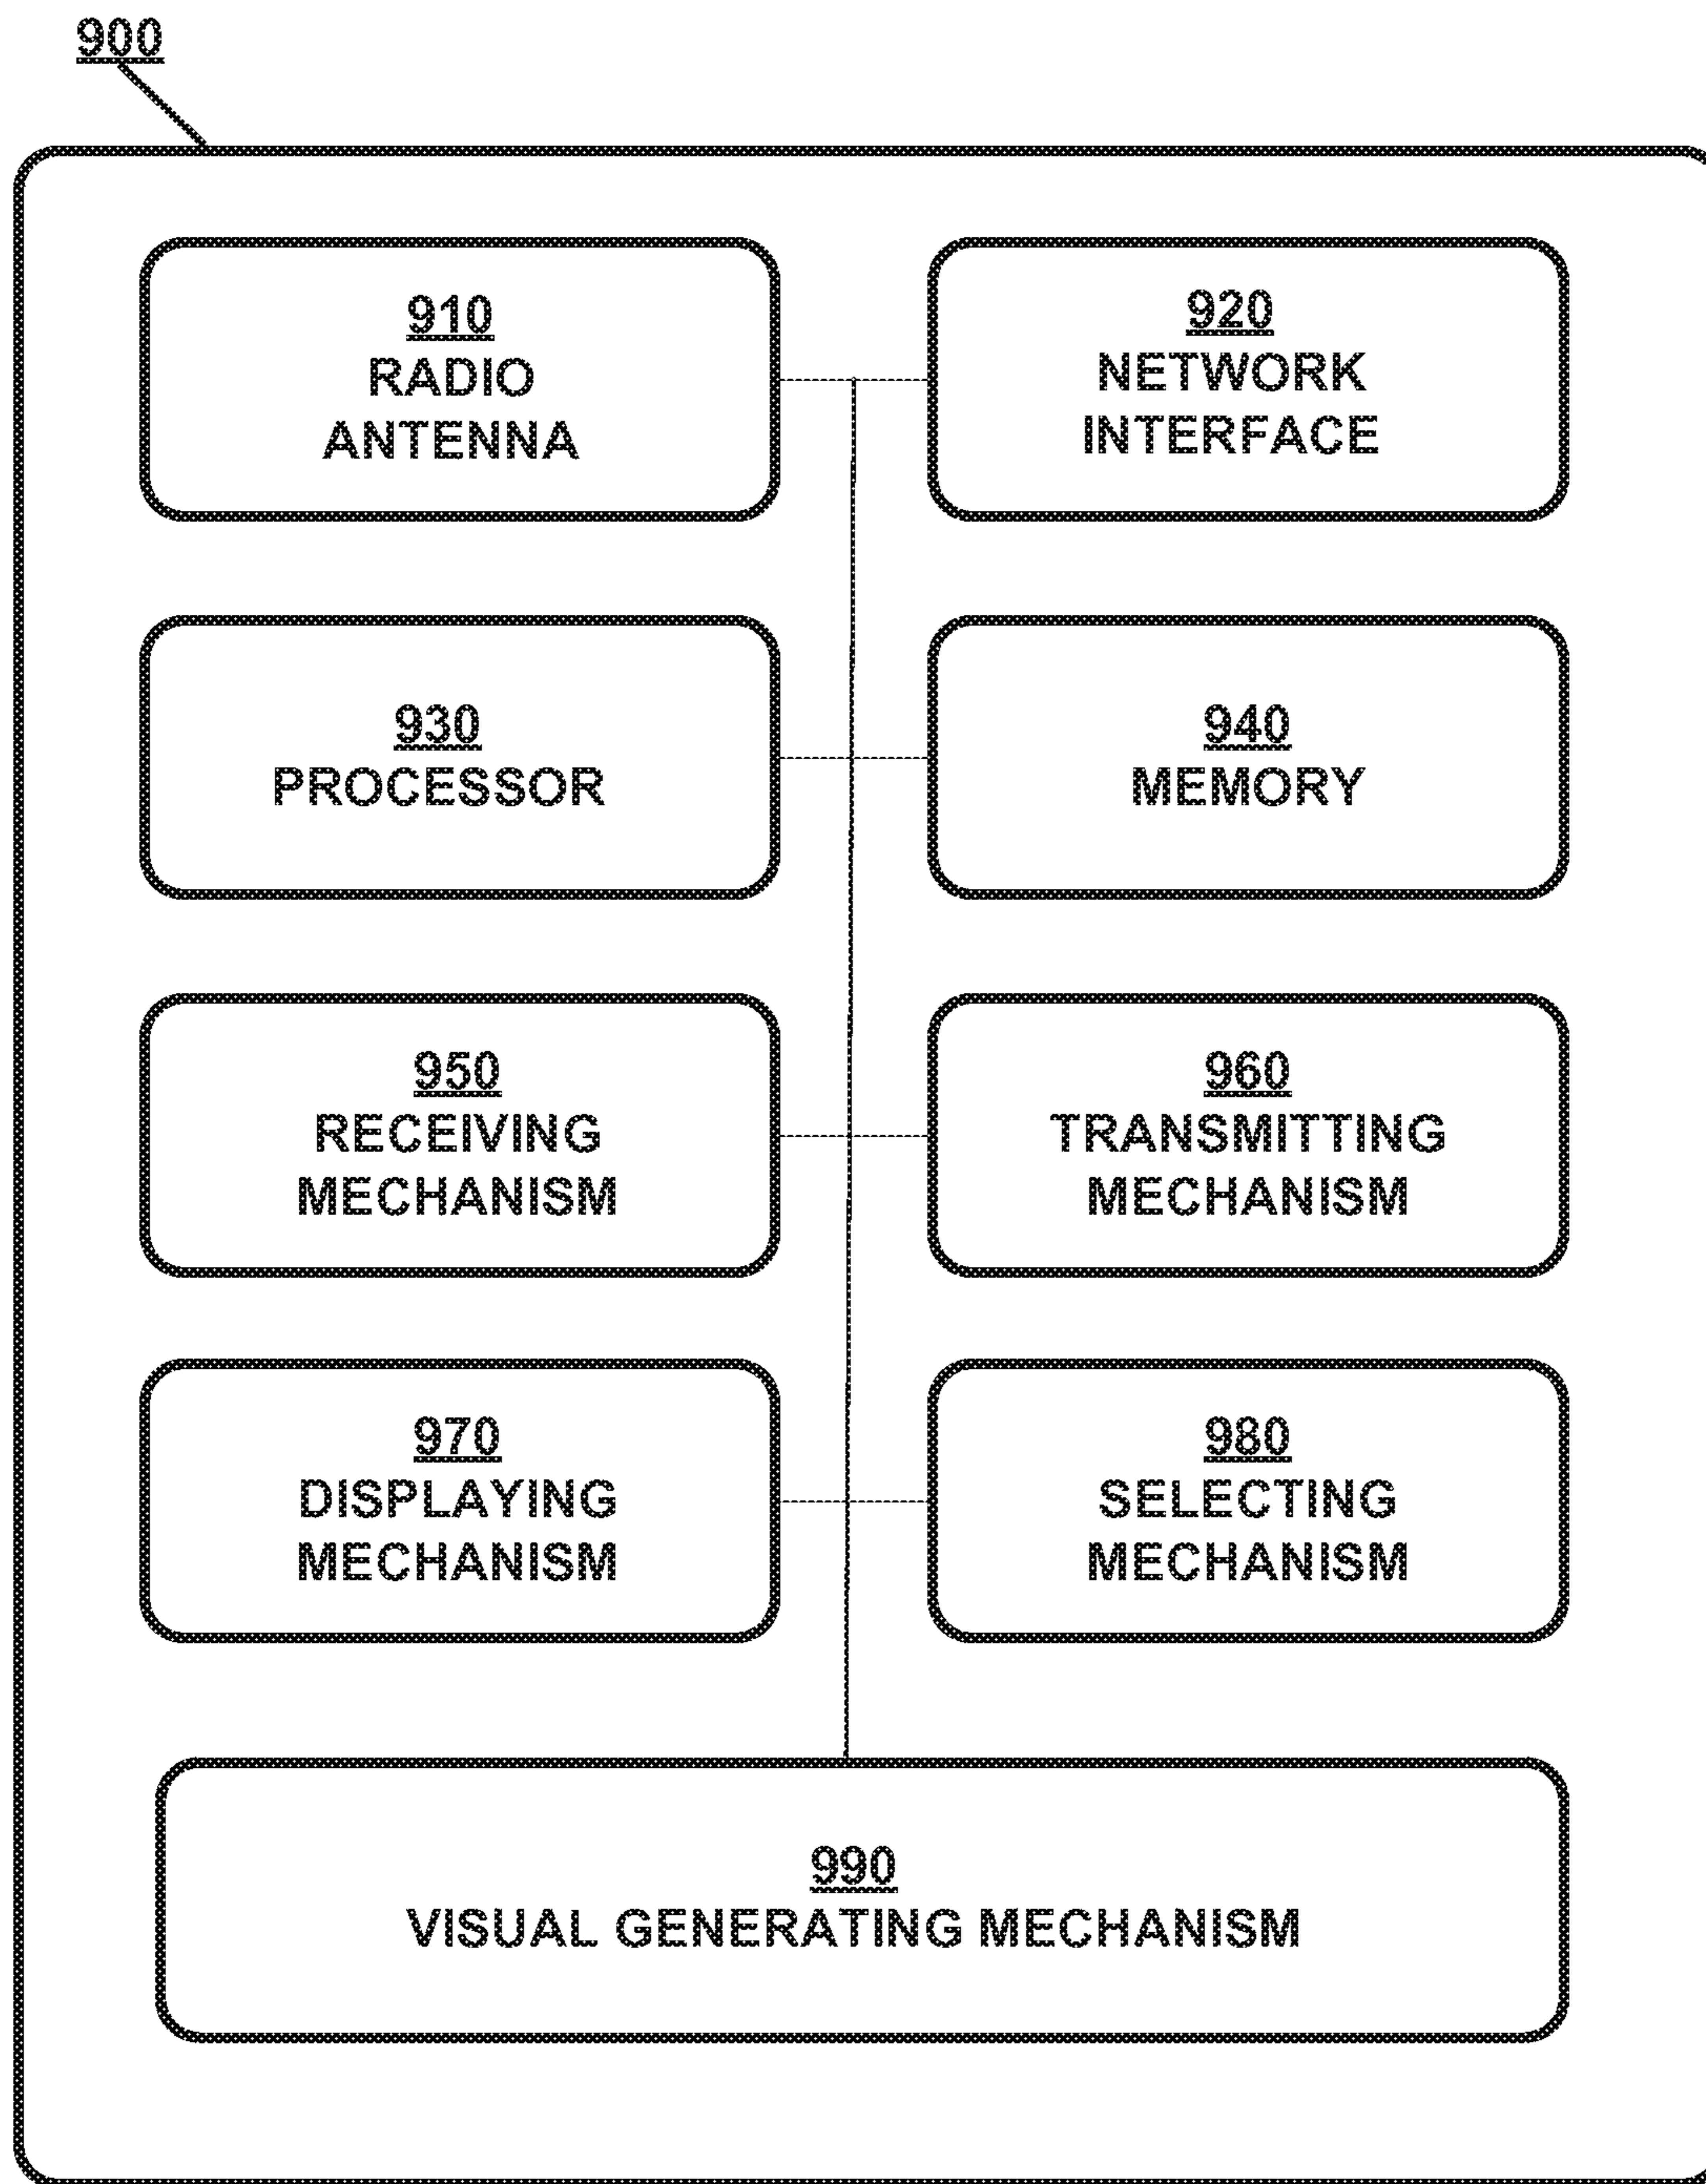 900
910
RADIO
ANTENNA
920
NETWORK
INTERFACE
930
PROCESSOR
940
MEMORY
950
RECEIVING
MECHANISM
960
TRANSMITTING
MECHANISM
970
DISPLAYING
MECHANISM
980
SELECTING
MECHANISM
990
VISUAL GENERATING MECHANISM